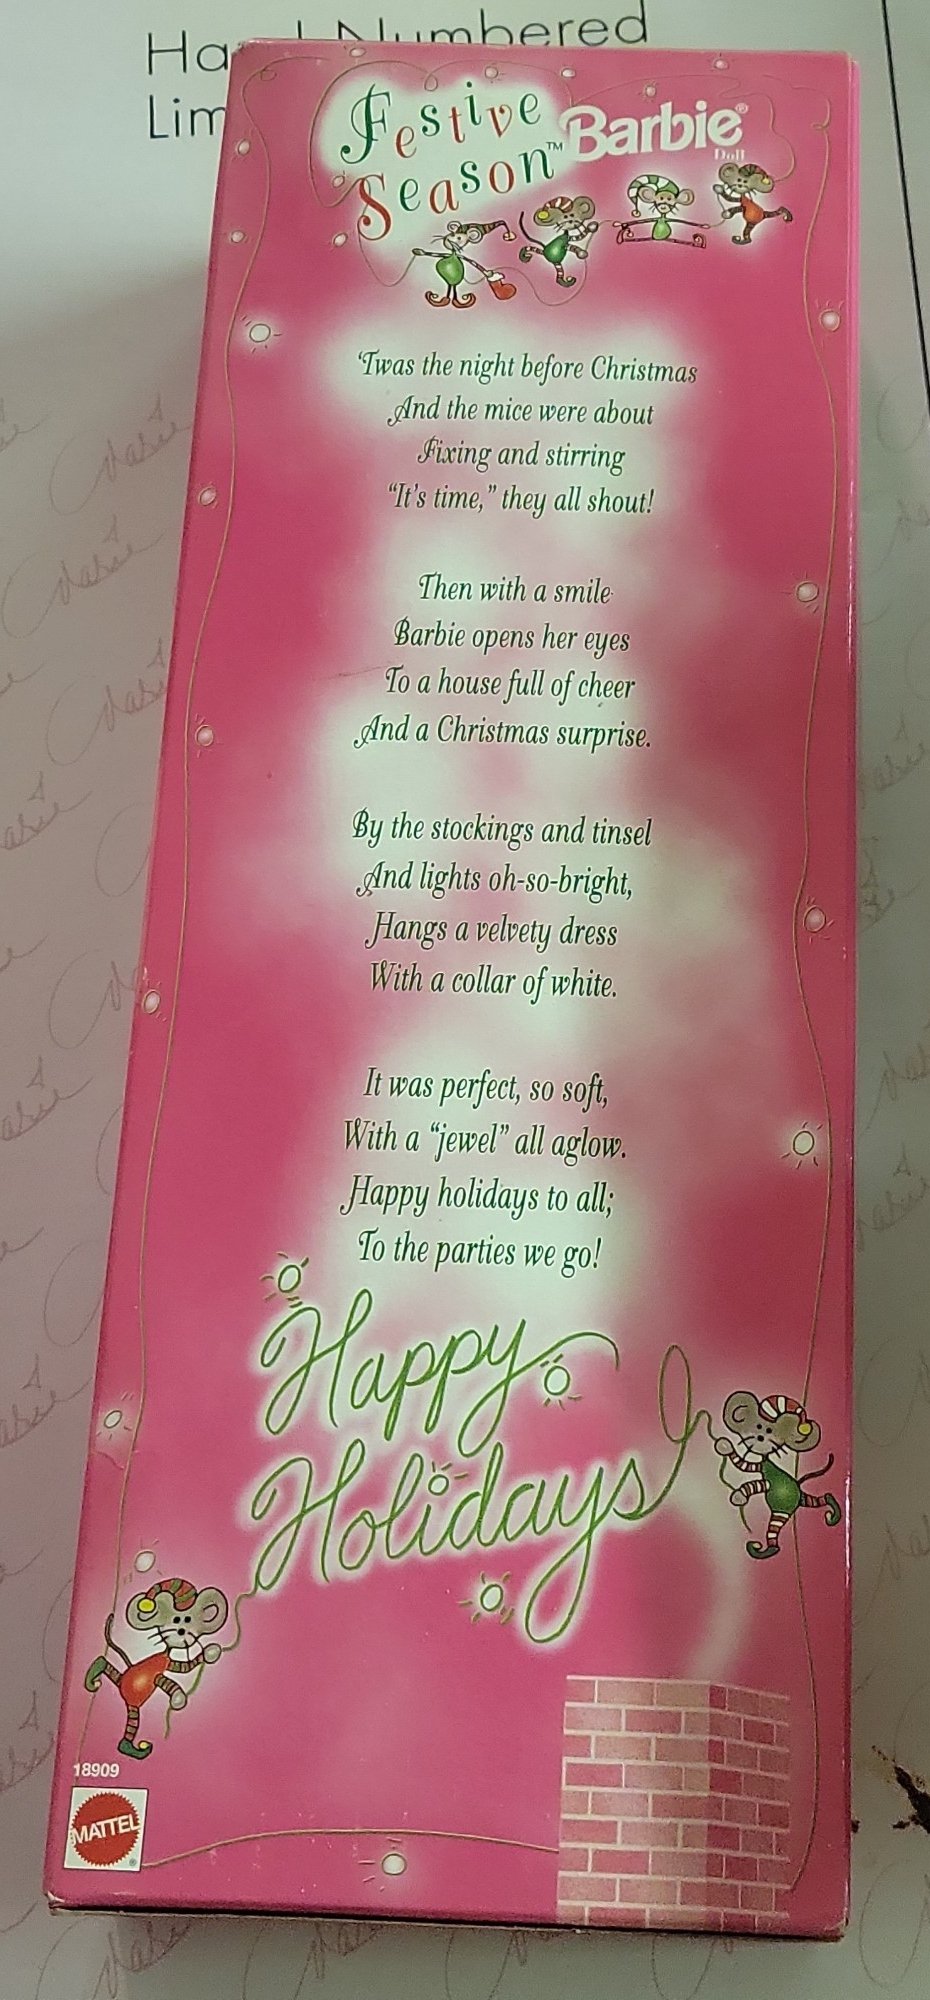 Numbered
Festive
Season™
Barbie®
Doll
'Twas the night before Christmas
And the mice were about
Fixing and stirring
"It's time," they all shout!
Then with a smile
Barbie opens her eyes
To a house full of cheer
And a Christmas surprise.
By the stockings and tinsel
And lights oh-so-bright,
Hangs a velvety dress
With a collar of white.
It was perfect, so soft,
With a "jewel" all aglow.
Happy holidays to all;
To the parties we go!
Happy
Holidays
18909
MATTEL®